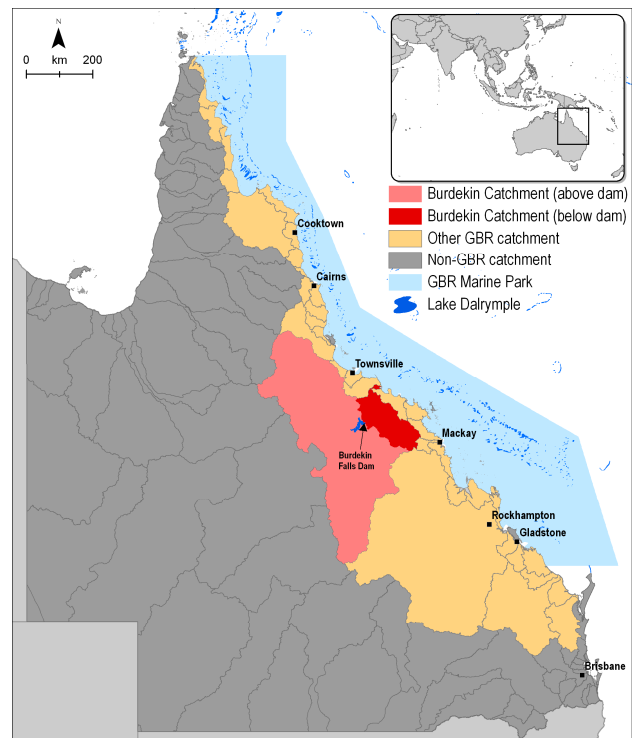 N
0 km 200
Burdekin Catchment (above dam)
Burdekin Catchment (below dam)
Other GBR catchment
Non-GBR catchment
GBR Marine Park
Lake Dalrymple
Cooktown
Cairns
Townsville
Burdekin
Falls Dam
Mackay
Rockhampton
Gladstone
Brisbane